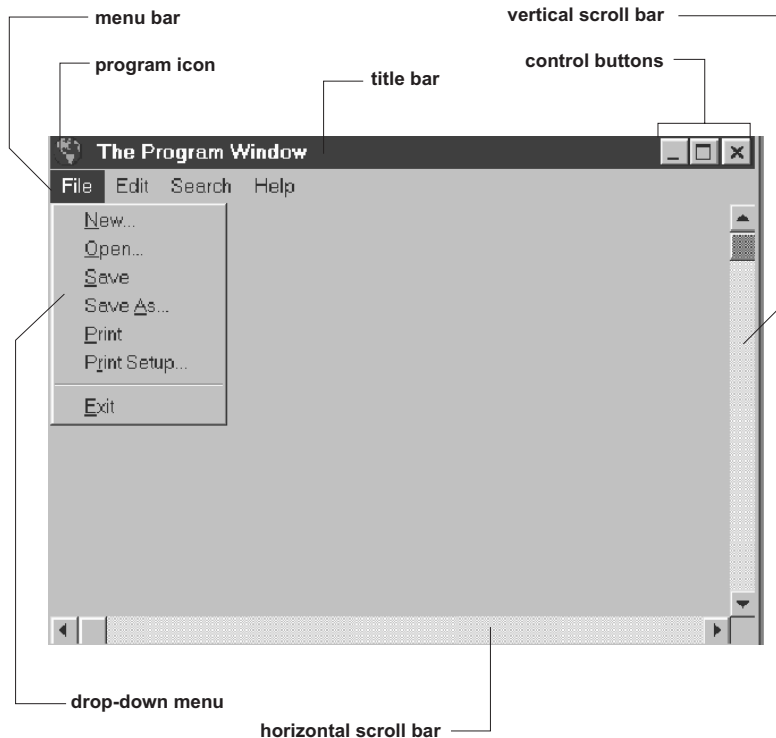 menu bar
vertical scroll bar
program icon
control buttons
title bar
The Program Window
File Edit Search Help
New...
Open...
Save
Save As...
Print
Print Setup...
Exit
drop-down menu
horizontal scroll bar